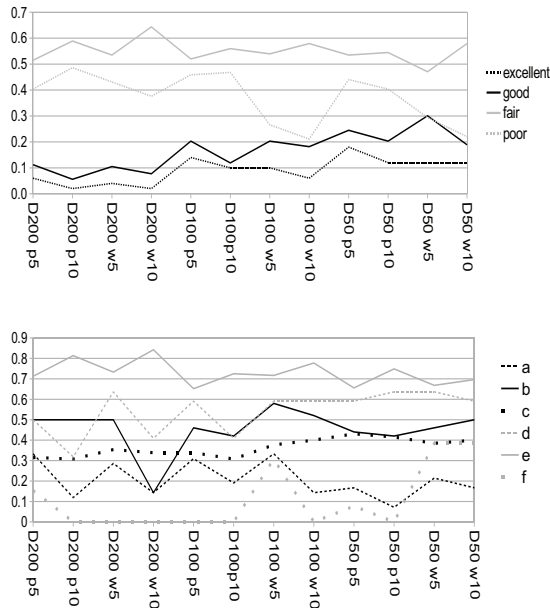 0.7
0.6
0.5
0.4
0.3
0.2
0.1
0.0
D200 p5
D200 p10
D200 w5
D200 w10
D100 p5
D100p10
D100 w5
D100 w10
D50 p5
D50 p10
D50 w5
D50 w10
excellent
good
fair
poor
0.9
0.8
0.7
0.6
0.5
0.4
0.3
0.2
0.1
0
D200 p5
D200 p10
D200 w5
D200 w10
D100 p5
D100p10
D100 w5
D100 w10
D50 p5
D50 p10
D50 w5
D50 w10
a
b
c
d
e
f